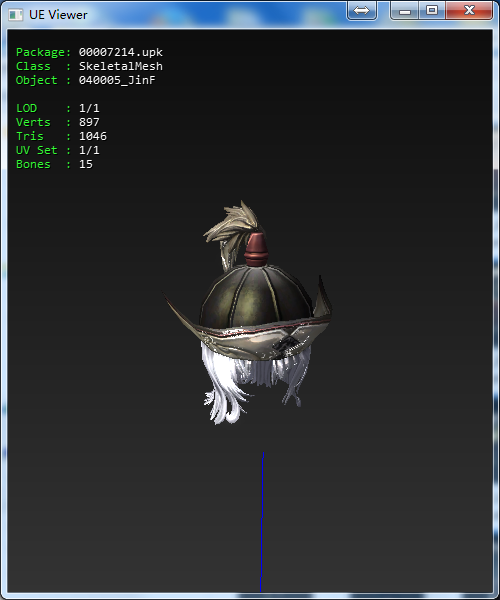 UE Viewer
Package: 00007214.upk
Class : SkeletalMesh
Object : 040005_JinF
LOD : 1/1
Verts : 897
Tris : 1046
UV Set : 1/1
Bones : 15